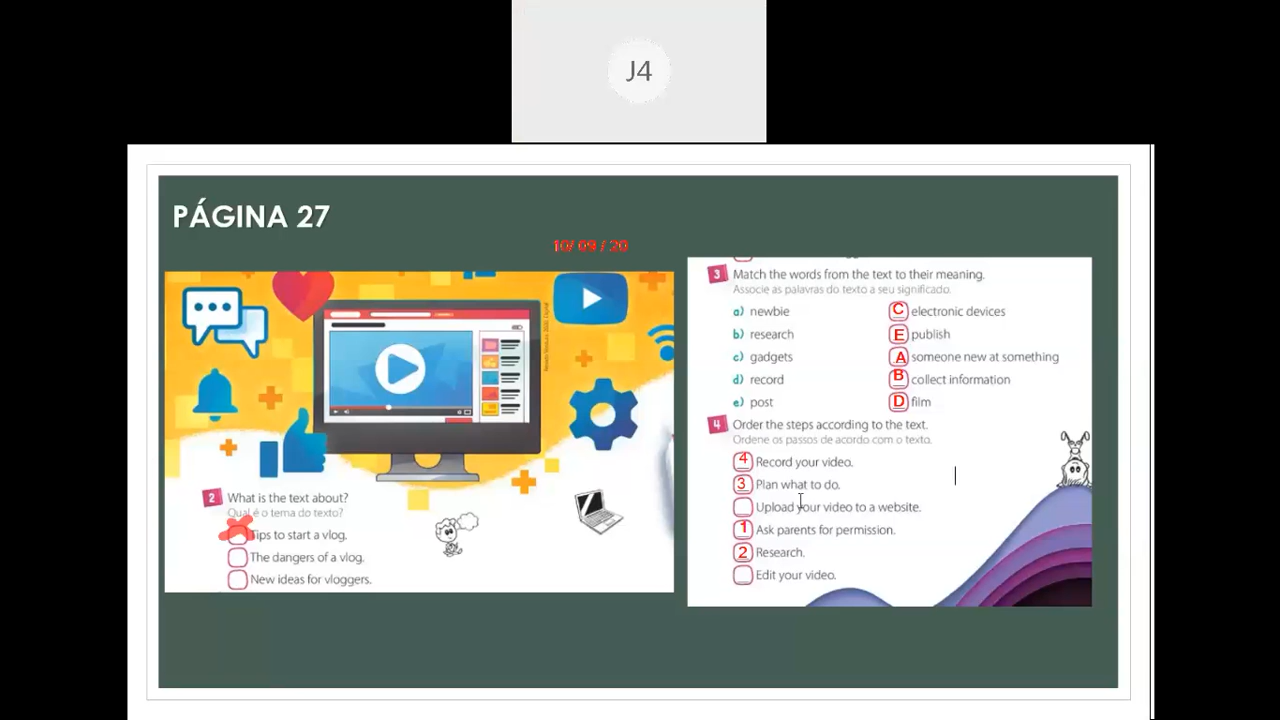 J4
PÁGINA 27
10/ 09 / 20
2 What is the text about?
Qual é o tema do texto?
Tips to start a vlog.
The dangers of a vlog.
New ideas for vloggers.
3 Match the words from the text to their meaning.
Associe as palavras do texto a seu significado.
a) newbie C electronic devices
b) research E publish
c) gadgets A someone new at something
d) record B collect information
e) post D film
4 Order the steps according to the text.
Ordene os passos de acordo com o texto.
4 Record your video.
3 Plan what to do.
Upload your video to a website.
1 Ask parents for permission.
2 Research.
Edit your video.